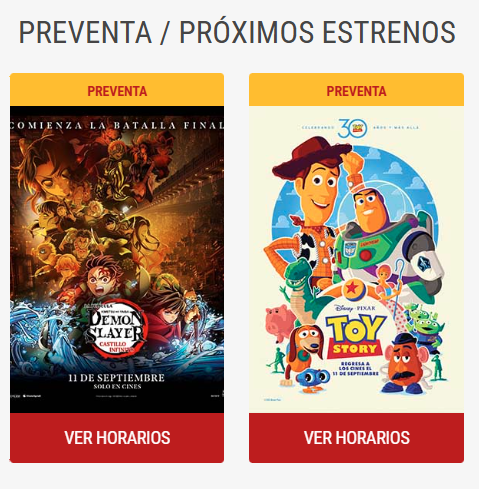 PREVENTA / PRÓXIMOS ESTRENOS
PREVENTA
COMIENZA LA BATALLA FINAL
DEMON
SLAYER
CASTILLO
INFINITO
11 DE SEPTIEMBRE
SOLO EN CINES
VER HORARIOS
PREVENTA
CELEBRANDO 30 AÑOS Y MÁS ALLÁ
DISNEY · PIXAR
TOY
STORY
REGRESA A
LOS CINES EL
11 DE SEPTIEMBRE
VER HORARIOS